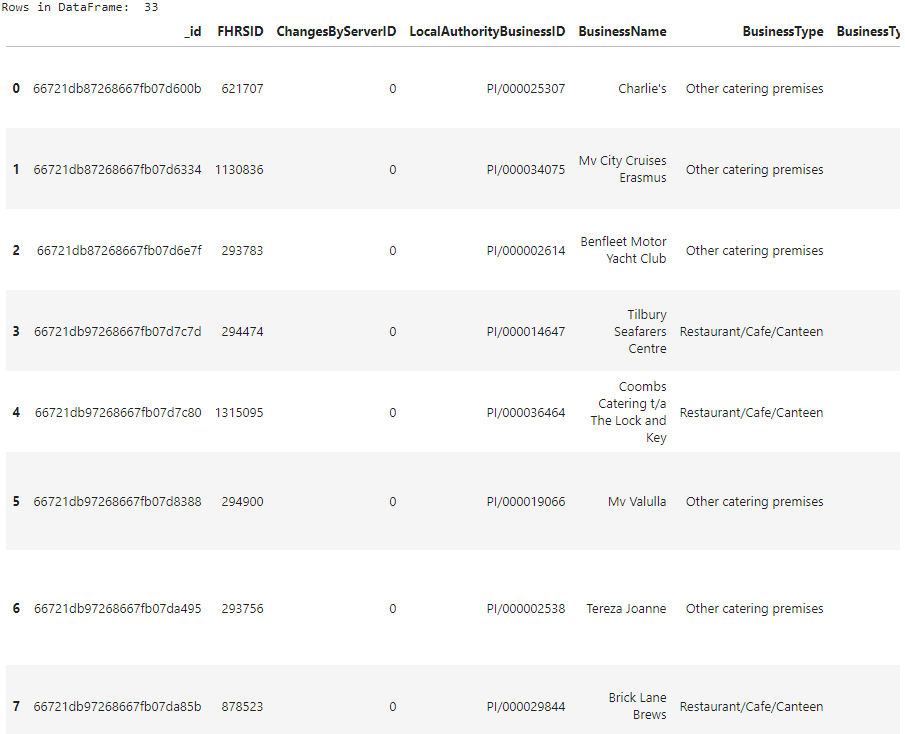 Rows in DataFrame:  33
_id FHRSID ChangesByServerID LocalAuthorityBusinessID BusinessName BusinessType BusinessTy
0 66721db87268667fb07d600b 621707 0 PI/000025307 Charlie's Other catering premises
1 66721db87268667fb07d6334 1130836 0 PI/000034075 Mv City Cruises Erasmus Other catering premises
2 66721db87268667fb07d6e7f 293783 0 PI/000002614 Benfleet Motor Yacht Club Other catering premises
3 66721db97268667fb07d7c7d 294474 0 PI/000014647 Tilbury Seafarers Centre Restaurant/Cafe/Canteen
4 66721db97268667fb07d7c80 1315095 0 PI/000036464 Coombs Catering t/a The Lock and Key Restaurant/Cafe/Canteen
5 66721db97268667fb07d8388 294900 0 PI/000019066 Mv Valulla Other catering premises
6 66721db97268667fb07da495 293756 0 PI/000002538 Tereza Joanne Other catering premises
7 66721db97268667fb07da85b 878523 0 PI/000029844 Brick Lane Brews Restaurant/Cafe/Canteen